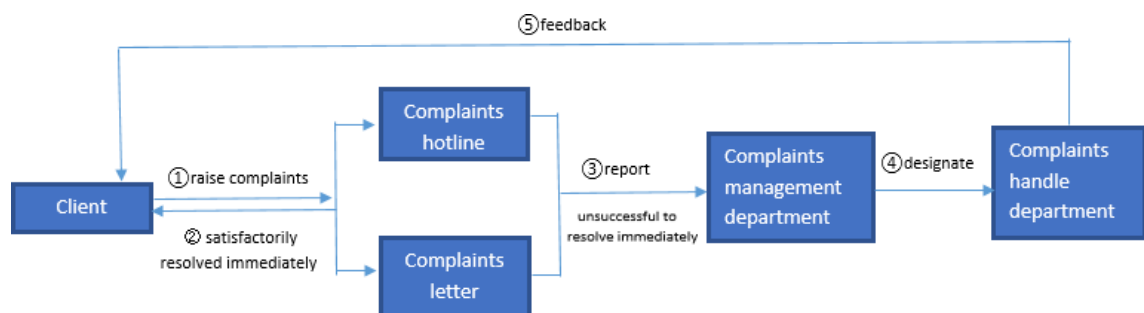 ⑤feedback
Complaints
hotline
①raise complaints
Client
② satisfactorily
resolved immediately
Complaints
letter
③report
unsuccessful to
resolve immediately
Complaints
management
department
④designate
Complaints
handle
department